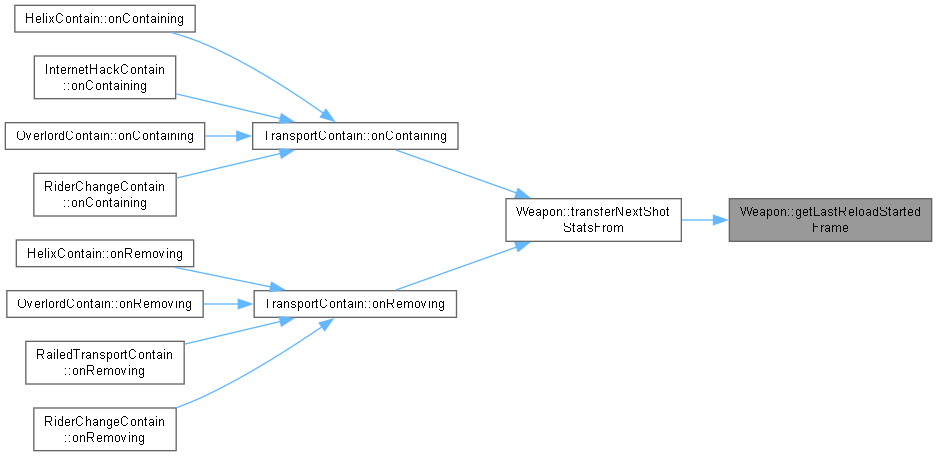 HelixContain::onContaining
InternetHackContain
::onContaining
OverlordContain::onContaining
RiderChangeContain
::onContaining
TransportContain::onContaining
HelixContain::onRemoving
OverlordContain::onRemoving
RailedTransportContain
::onRemoving
RiderChangeContain
::onRemoving
TransportContain::onRemoving
Weapon::transferNextShot
StatsFrom
Weapon::getLastReloadStarted
Frame